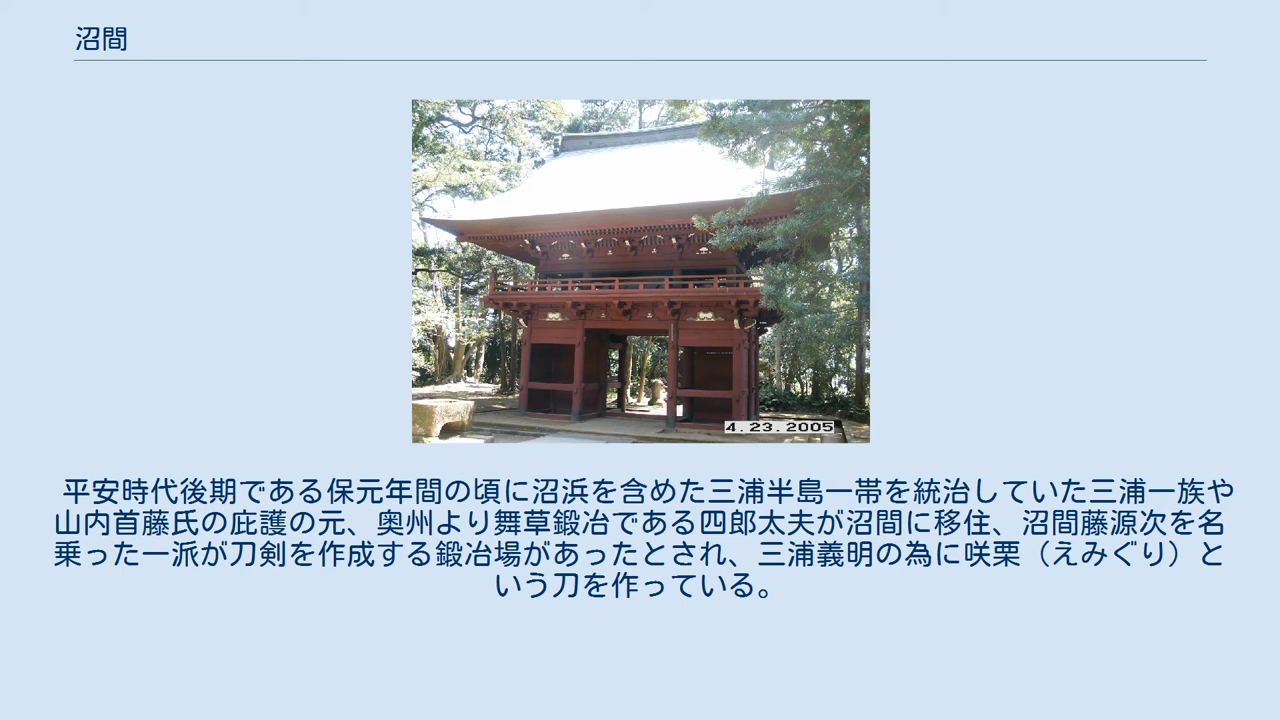 沼間
4.23.2005
平安時代後期である保元年間の頃に沼浜を含めた三浦半島一帯を統治していた三浦一族や
山内首藤氏の庇護の元、奥州より舞草鍛冶である四郎太夫が沼間に移住、沼間藤源次を名
乗った一派が刀剣を作成する鍛冶場があったとされ、三浦義明の為に咲栗（えみぐり）と
いう刀を作っている。